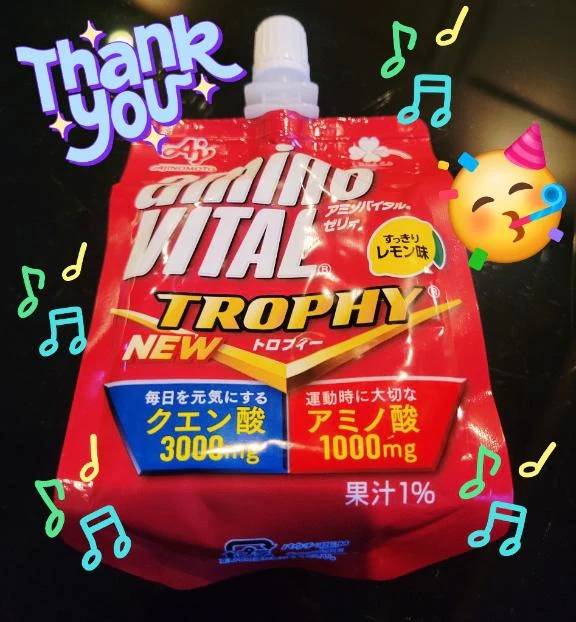 Thank
you
Aji
AJINOMOTO
amino
VITAL®
アミノバイタル®
ゼリィ
すっきり
レモン味
TROPHY®
NEW トロフィー
毎日を元気にする
クエン酸
3000mg
運動時に大切な
アミノ酸
1000mg
果汁1%